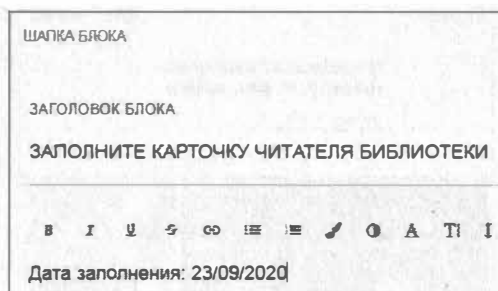 ШАПКА БЛОКА
ЗАГОЛОВОК БЛОКА
ЗАПОЛНИТЕ КАРТОЧКУ ЧИТАТЕЛЯ БИБЛИОТЕКИ
B I U S A T
Дата заполнения: 23/09/2020